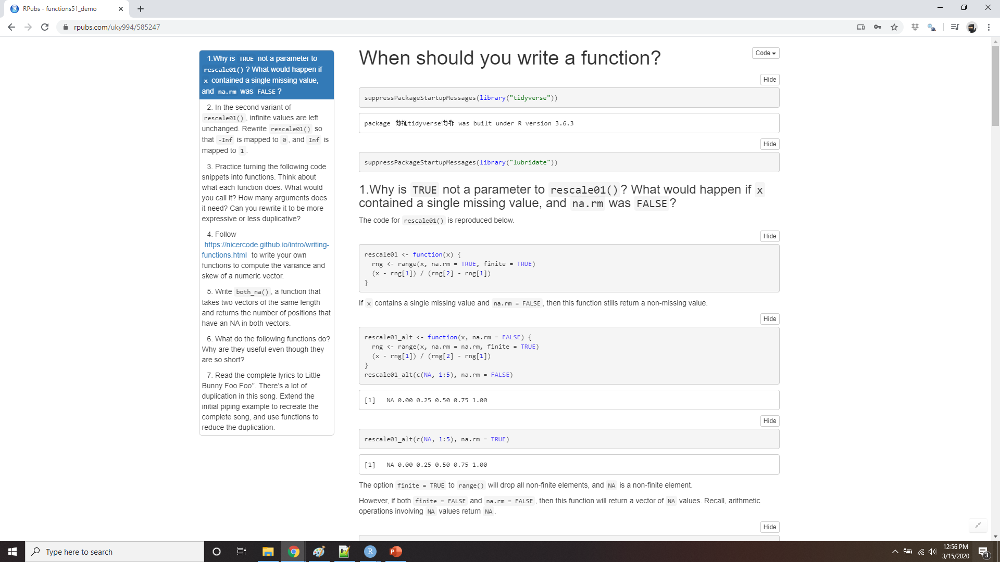 RPubs - functions51_demo
rpubs.com/uky994/585247
1.Why is TRUE not a parameter to
rescale01() ? What would happen if
x contained a single missing value,
and na.rm was FALSE ?
2. In the second variant of
rescale01() , infinite values are left
unchanged. Rewrite rescale01() so
that -Inf is mapped to 0 , and Inf is
mapped to 1 .
3. Practice turning the following code
snippets into functions. Think about
what each function does. What would
you call it? How many arguments does
it need? Can you rewrite it to be more
expressive or less duplicative?
4. Follow
https://nicercode.github.io/intro/writing-
functions.html to write your own
functions to compute the variance and
skew of a numeric vector.
5. Write both_na() , a function that
takes two vectors of the same length
and returns the number of positions that
have an NA in both vectors.
6. What do the following functions do?
Why are they useful even though they
are so short?
7. Read the complete lyrics to Little
Bunny Foo Foo”. There’s a lot of
duplication in this song. Extend the
initial piping example to recreate the
complete song, and use functions to
reduce the duplication.
When should you write a function?
Code
Hide
suppressPackageStartupMessages(library("tidyverse"))
package tidyverse was built under R version 3.6.3
Hide
suppressPackageStartupMessages(library("lubridate"))
1.Why is TRUE not a parameter to rescale01() ? What would happen if x
contained a single missing value, and na.rm was FALSE ?
The code for rescale01() is reproduced below.
Hide
rescale01 <- function(x) {
rng <- range(x, na.rm = TRUE, finite = TRUE)
(x - rng[1]) / (rng[2] - rng[1])
}
If x contains a single missing value and na.rm = FALSE , then this function stills return a non-missing value.
Hide
rescale01_alt <- function(x, na.rm = FALSE) {
rng <- range(x, na.rm = na.rm, finite = TRUE)
(x - rng[1]) / (rng[2] - rng[1])
}
rescale01_alt(c(NA, 1:5), na.rm = FALSE)
[1]   NA 0.00 0.25 0.50 0.75 1.00
Hide
rescale01_alt(c(NA, 1:5), na.rm = TRUE)
[1]   NA 0.00 0.25 0.50 0.75 1.00
The option finite = TRUE to range() will drop all non-finite elements, and NA is a non-finite element.
However, if both finite = FALSE and na.rm = FALSE , then this function will return a vector of NA values. Recall, arithmetic
operations involving NA values return NA .
Hide
Type here to search
12:56 PM
3/15/2020
3